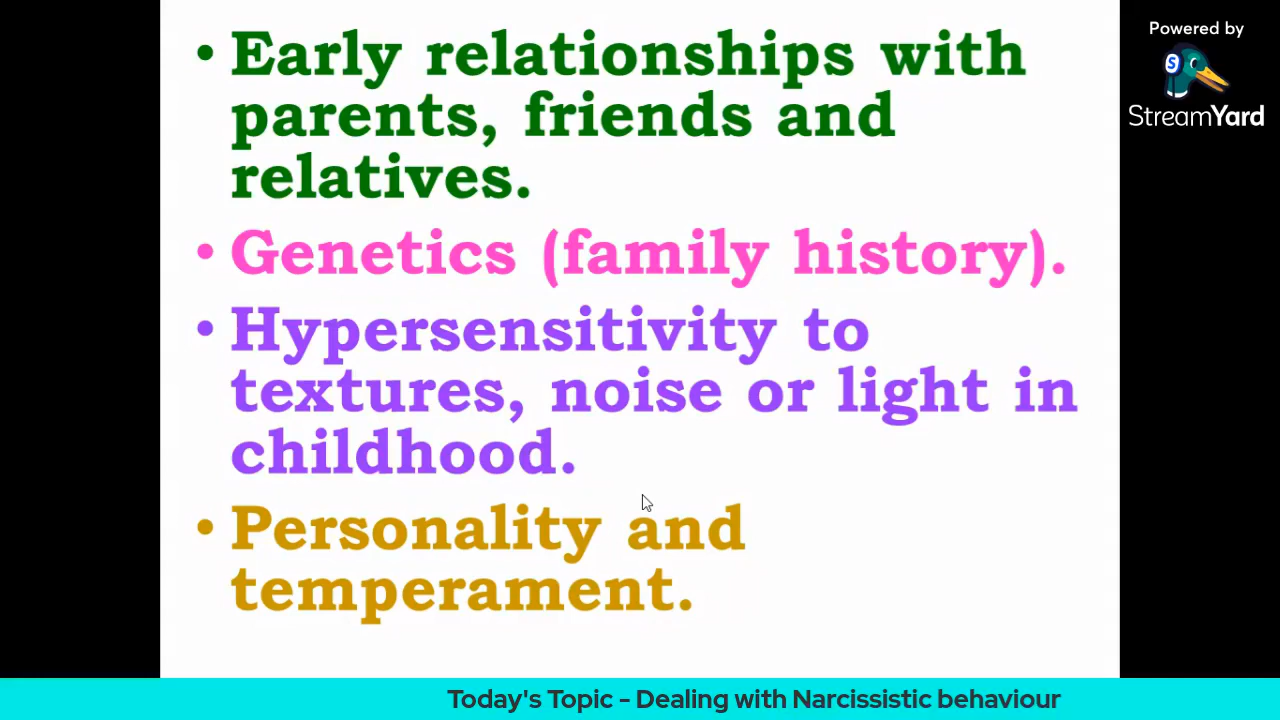 • Early relationships with
parents, friends and
relatives.
• Genetics (family history).
• Hypersensitivity to
textures, noise or light in
childhood.
• Personality and
temperament.
Powered by
S
StreamYard
Today's Topic - Dealing with Narcissistic behaviour